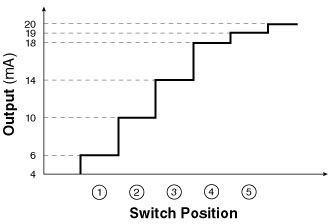 20
19
18
14
10
6
4
Output (mA)
① ② ③ ④ ⑤
Switch Position